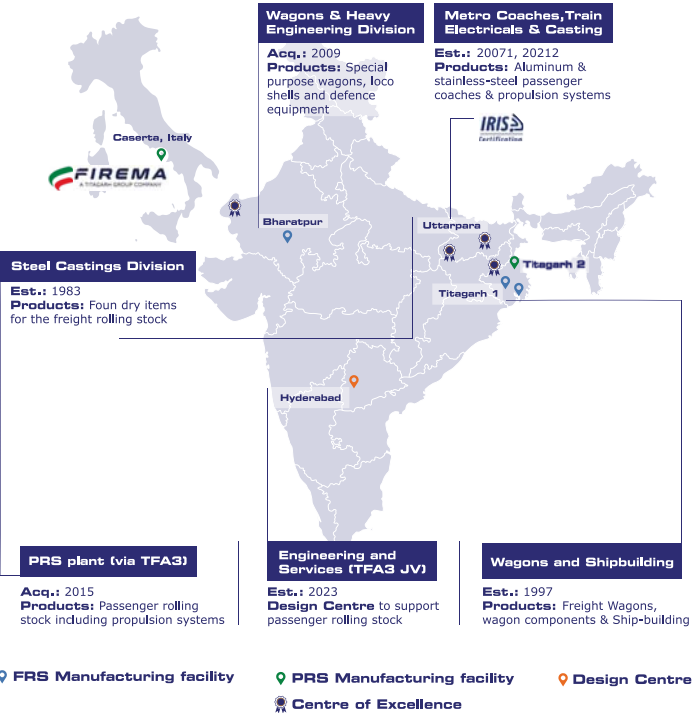 Wagons & Heavy
Engineering Division
Acq.: 2009
Products: Special
purpose wagons, loco
shells and defence
equipment
Metro Coaches,Train
Electricals & Casting
Est.: 20071, 20212
Products: Aluminum &
stainless-steel passenger
coaches & propulsion systems
IRIS
Certification
Caserta, Italy
FIREMA
A TITAGARH GROUP COMPANY
Bharatpur
Uttarpara
Titagarh 2
Titagarh 1
Steel Castings Division
Est.: 1983
Products: Foun dry items
for the freight rolling stock
Hyderabad
PRS plant (via TFA3)
Acq.: 2015
Products: Passenger rolling
stock including propulsion systems
Engineering and
Services (TFA3 JV)
Est.: 2023
Design Centre to support
passenger rolling stock
Wagons and Shipbuilding
Est.: 1997
Products: Freight Wagons,
wagon components & Ship-building
FRS Manufacturing facility
PRS Manufacturing facility
Design Centre
Centre of Excellence